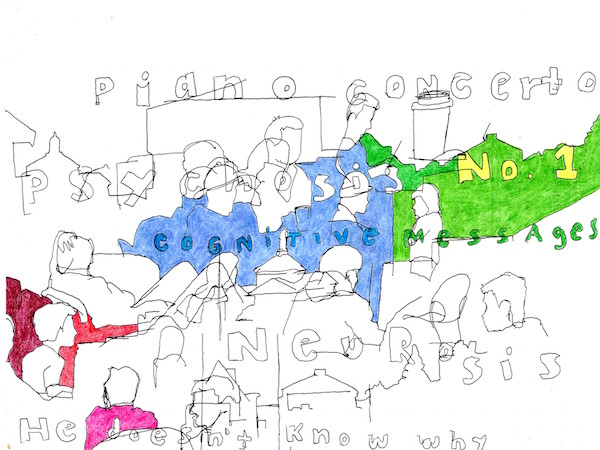 Piano CoNcerto
Psychosis No. 1
COGNITIVE MessAges
NeuRosis
He doesn't Know why